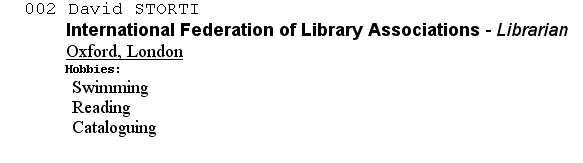 002 David STORTI
International Federation of Library Associations - Librarian
Oxford, London
Hobbies:
Swimming
Reading
Cataloguing